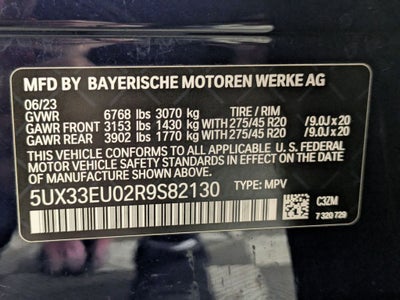 MFD BY BAYERISCHE MOTOREN WERKE AG
06/23
GVWR 6768 lbs 3070 kg TIRE / RIM
GAWR FRONT 3153 lbs 1430 kg WITH 275/45 R20 /9.0J x 20
GAWR REAR 3902 lbs 1770 kg WITH 275/45 R20 /9.0J x 20
THIS VEHICLE CONFORMS TO ALL APPLICABLE U. S. FEDERAL
MOTOR VEHICLE SAFETY STANDARDS IN EFFECT ON THE DATE OF
MANUFACTURE SHOWN ABOVE.
5UX33EU02R9S82130 TYPE: MPV
C3ZM
7 320 729